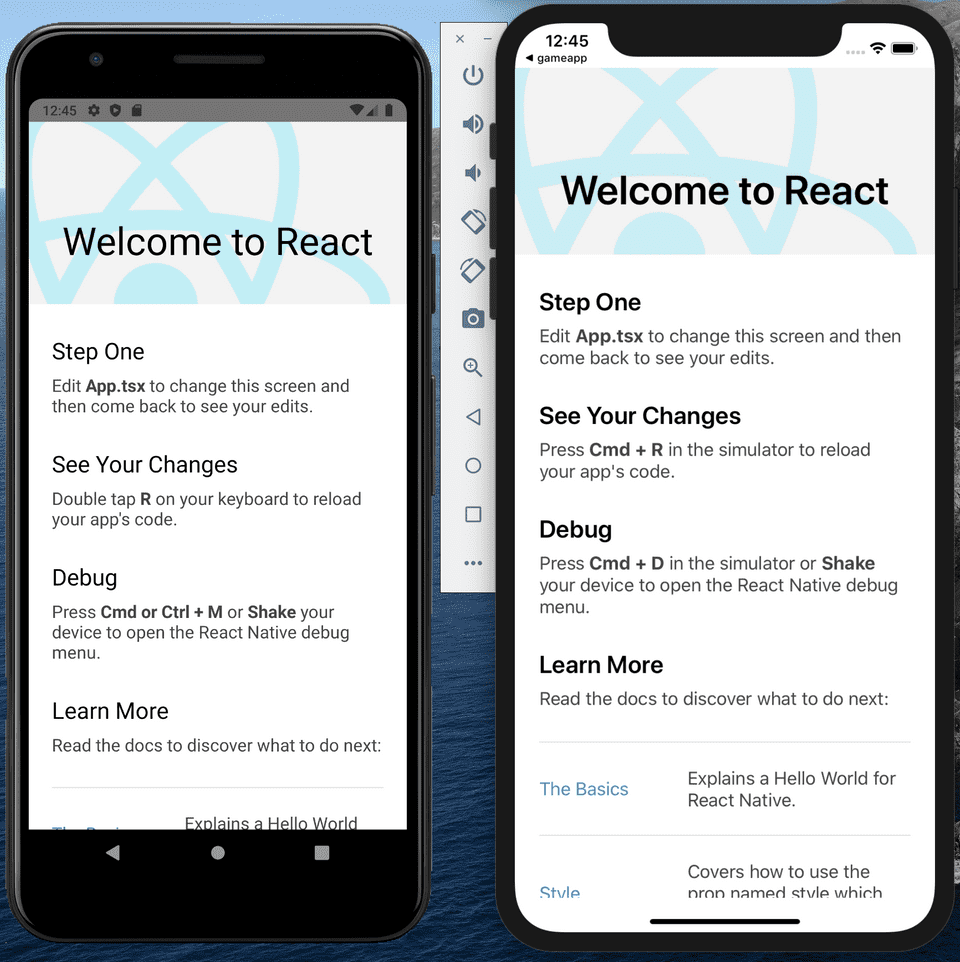 12:45
Welcome to React
Step One
Edit App.tsx to change this screen and
then come back to see your edits.
See Your Changes
Double tap R on your keyboard to reload
your app's code.
Debug
Press Cmd or Ctrl + M or Shake your
device to open the React Native debug
menu.
Learn More
Read the docs to discover what to do next:
Explains a Hello World
12:45
◀ gameapp
Welcome to React
Step One
Edit App.tsx to change this screen and then
come back to see your edits.
See Your Changes
Press Cmd + R in the simulator to reload
your app's code.
Debug
Press Cmd + D in the simulator or Shake
your device to open the React Native debug
menu.
Learn More
Read the docs to discover what to do next:
The Basics Explains a Hello World for
React Native.
Covers how to use the
Style prop named style which